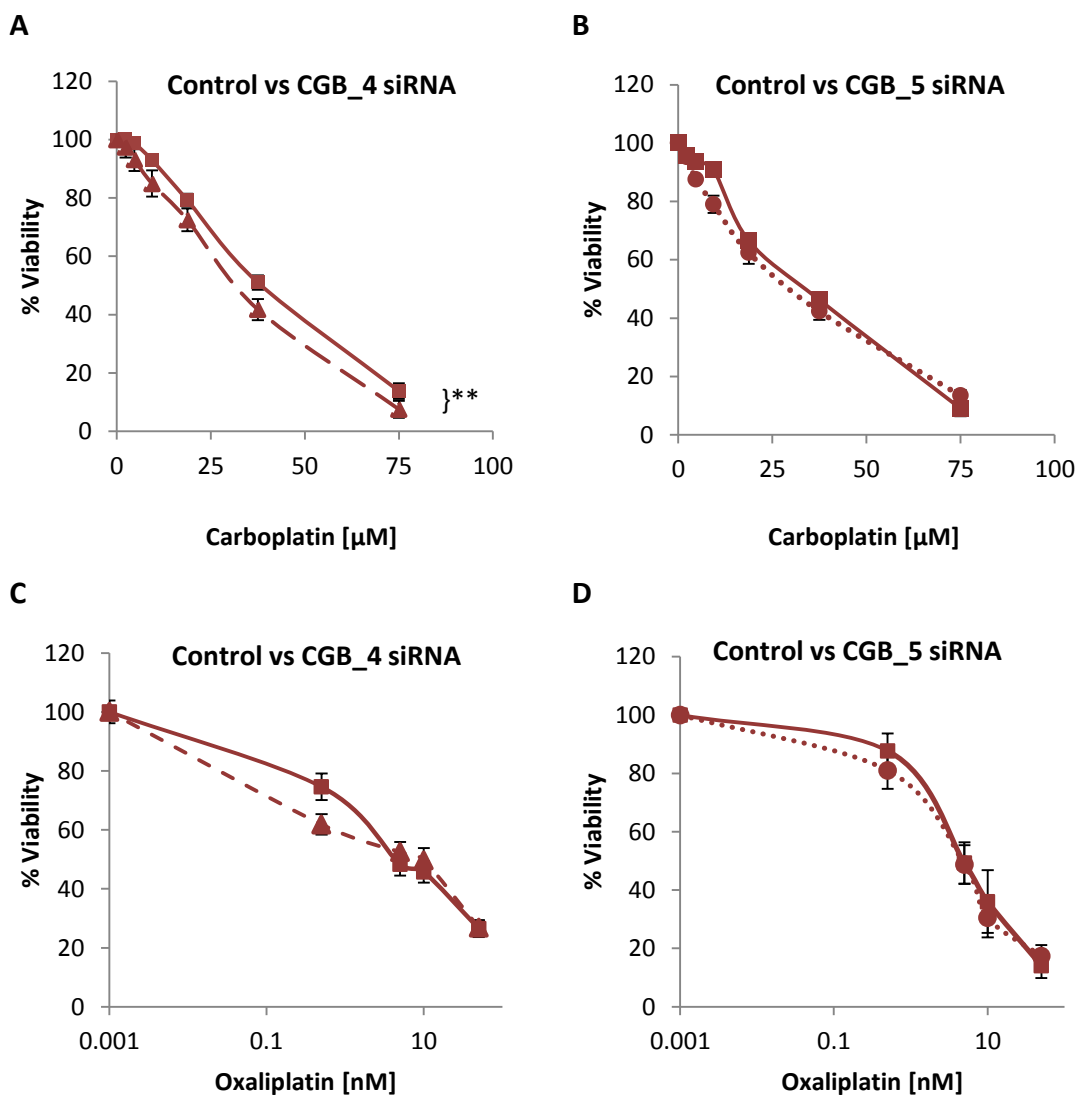 A
Control vs CGB_4 siRNA
120
100
80
60
40
20
0
% Viability
}**
0 25 50 75 100
Carboplatin [µM]
B
Control vs CGB_5 siRNA
120
100
80
60
40
20
0
% Viability
0 25 50 75 100
Carboplatin [µM]
C
Control vs CGB_4 siRNA
120
100
80
60
40
20
0
% Viability
0.001 0.1 10
Oxaliplatin [nM]
D
Control vs CGB_5 siRNA
120
100
80
60
40
20
0
% Viability
0.001 0.1 10
Oxaliplatin [nM]